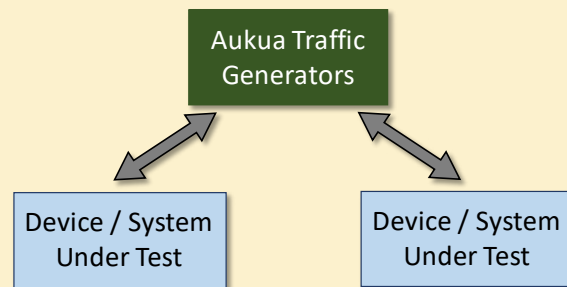 Aukua Traffic
Generators
Device / System
Under Test
Device / System
Under Test